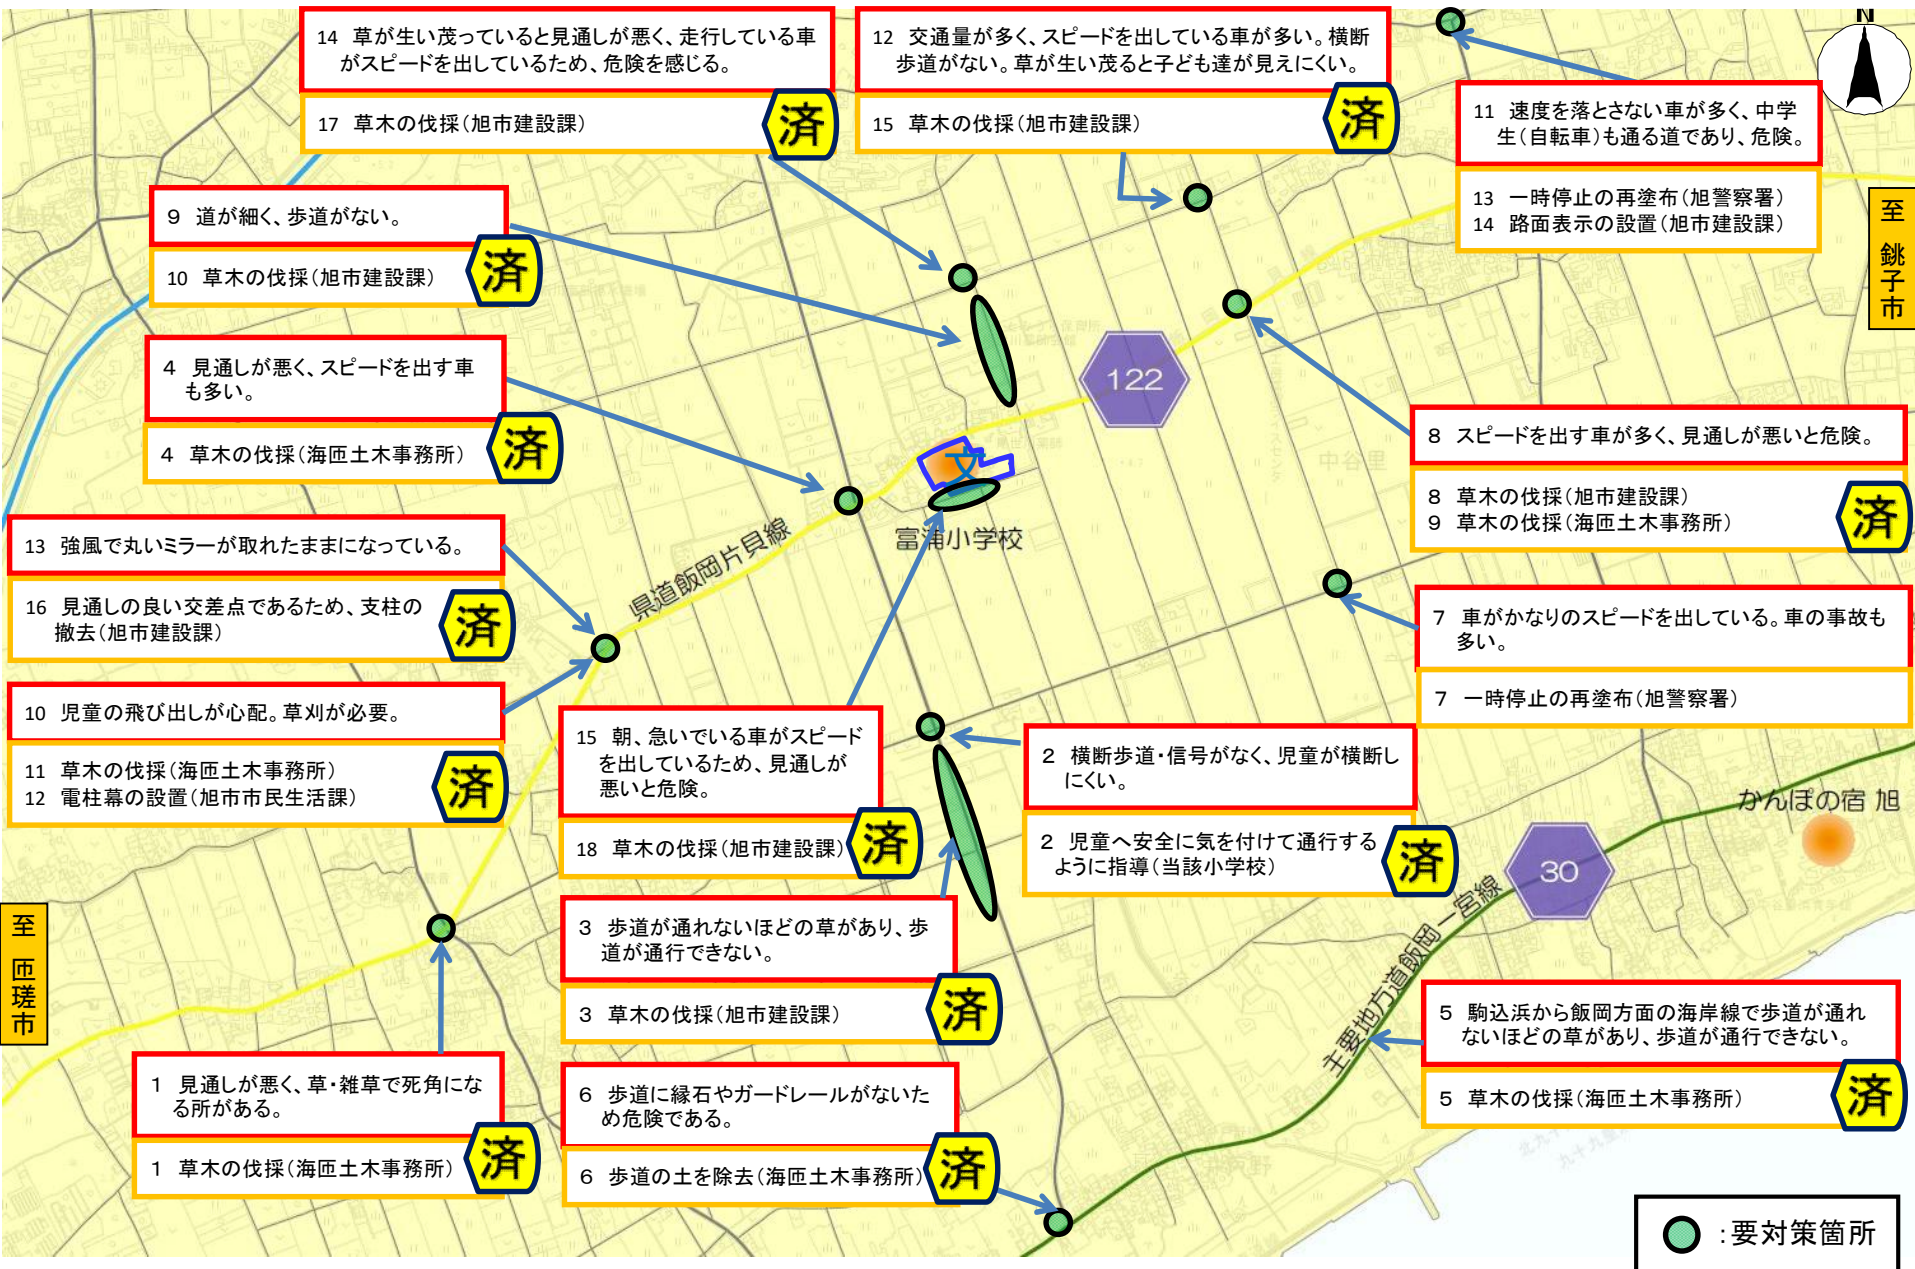 14 草が生い茂っていると見通しが悪く、走行している車
がスピードを出しているため、危険を感じる。
17 草木の伐採(旭市建設課)
済
12 交通量が多く、スピードを出している車が多い。横断
歩道がない。草が生い茂ると子ども達が見えにくい。
15 草木の伐採(旭市建設課)
済
N
11 速度を落とさない車が多く、中学
生(自転車)も通る道であり、危険。
13 一時停止の再塗布(旭警察署)
14 路面表示の設置(旭市建設課)
至 銚子市
9 道が細く、歩道がない。
10 草木の伐採(旭市建設課)
済
4 見通しが悪く、スピードを出す車
も多い。
4 草木の伐採(海匝土木事務所)
済
122
8 スピードを出す車が多く、見通しが悪いと危険。
8 草木の伐採(旭市建設課)
9 草木の伐採(海匝土木事務所)
済
中谷里
文
富浦小学校
県道飯岡片貝線
13 強風で丸いミラーが取れたままになっている。
16 見通しの良い交差点であるため、支柱の
撤去(旭市建設課)
済
7 車がかなりのスピードを出している。車の事故も
多い。
7 一時停止の再塗布(旭警察署)
10 児童の飛び出しが心配。草刈が必要。
11 草木の伐採(海匝土木事務所)
12 電柱幕の設置(旭市市民生活課)
済
15 朝、急いでいる車がスピード
を出しているため、見通しが
悪いと危険。
18 草木の伐採(旭市建設課)
済
2 横断歩道・信号がなく、児童が横断し
にくい。
2 児童へ安全に気を付けて通行する
ように指導(当該小学校)
済
かんぽの宿 旭
30
主要地方道飯岡一宮線
至 匝瑳市
3 歩道が通れないほどの草があり、歩
道が通行できない。
3 草木の伐採(旭市建設課)
済
5 駒込浜から飯岡方面の海岸線で歩道が通れ
ないほどの草があり、歩道が通行できない。
5 草木の伐採(海匝土木事務所)
済
1 見通しが悪く、草・雑草で死角にな
る所がある。
1 草木の伐採(海匝土木事務所)
済
6 歩道に縁石やガードレールがないた
め危険である。
6 歩道の土を除去(海匝土木事務所)
済
:要対策箇所